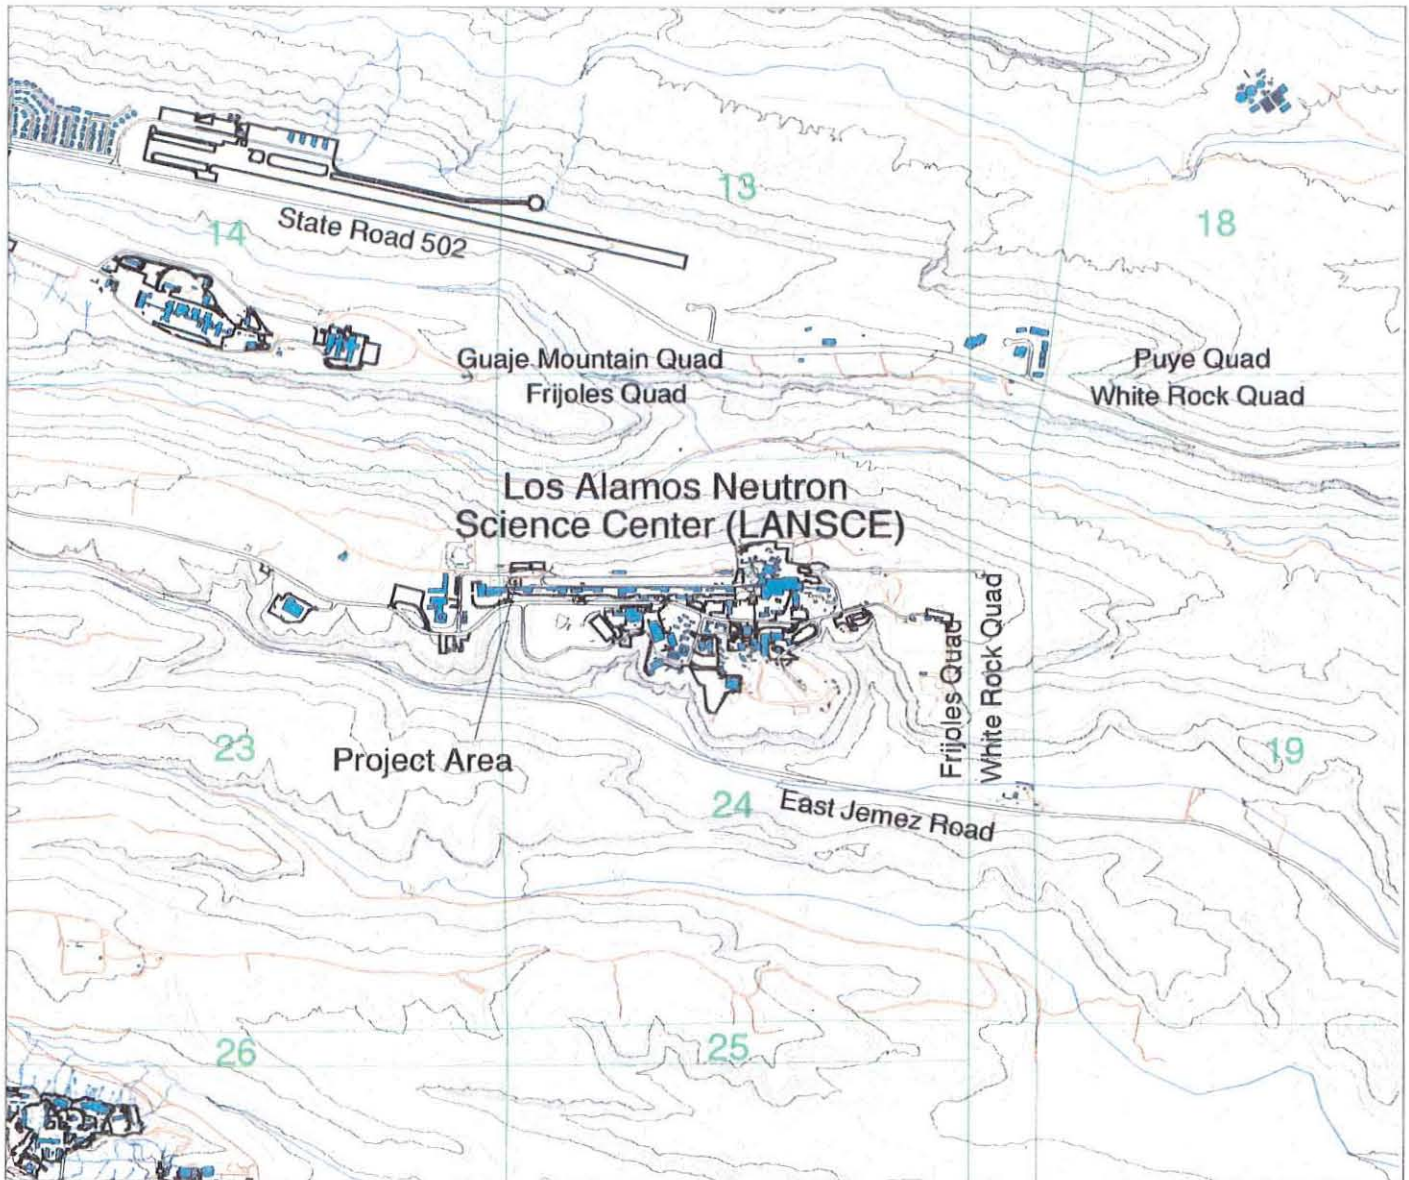 13
18
14
State Road 502
Guaje Mountain Quad
Frijoles Quad
Puye Quad
White Rock Quad
Los Alamos Neutron
Science Center (LANSCE)
Frijoles Quad
White Rock Quad
Project Area
23
19
24
East Jemez Road
26
25